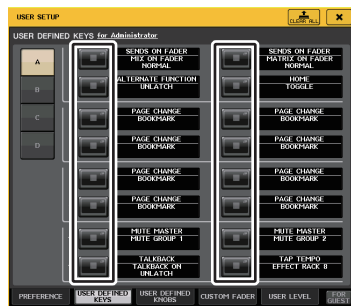 USER SETUP
CLEAR ALL
USER DEFINED KEYS for Administrator
A
SENDS ON FADER
MIX ON FADER
NORMAL
SENDS ON FADER
MATRIX ON FADER
NORMAL
ALTERNATE FUNCTION
UNLATCH
HOME
TOGGLE
B
PAGE CHANGE
BOOKMARK
PAGE CHANGE
BOOKMARK
C
PAGE CHANGE
BOOKMARK
PAGE CHANGE
BOOKMARK
D
PAGE CHANGE
BOOKMARK
PAGE CHANGE
BOOKMARK
PAGE CHANGE
BOOKMARK
PAGE CHANGE
BOOKMARK
MUTE MASTER
MUTE GROUP 1
MUTE MASTER
MUTE GROUP 2
TALKBACK
TALKBACK ON
UNLATCH
TAP TEMPO
EFFECT RACK 8
PREFERENCE
USER DEFINED
KEYS
USER DEFINED
KNOBS
CUSTOM FADER
USER LEVEL
FOR
GUEST